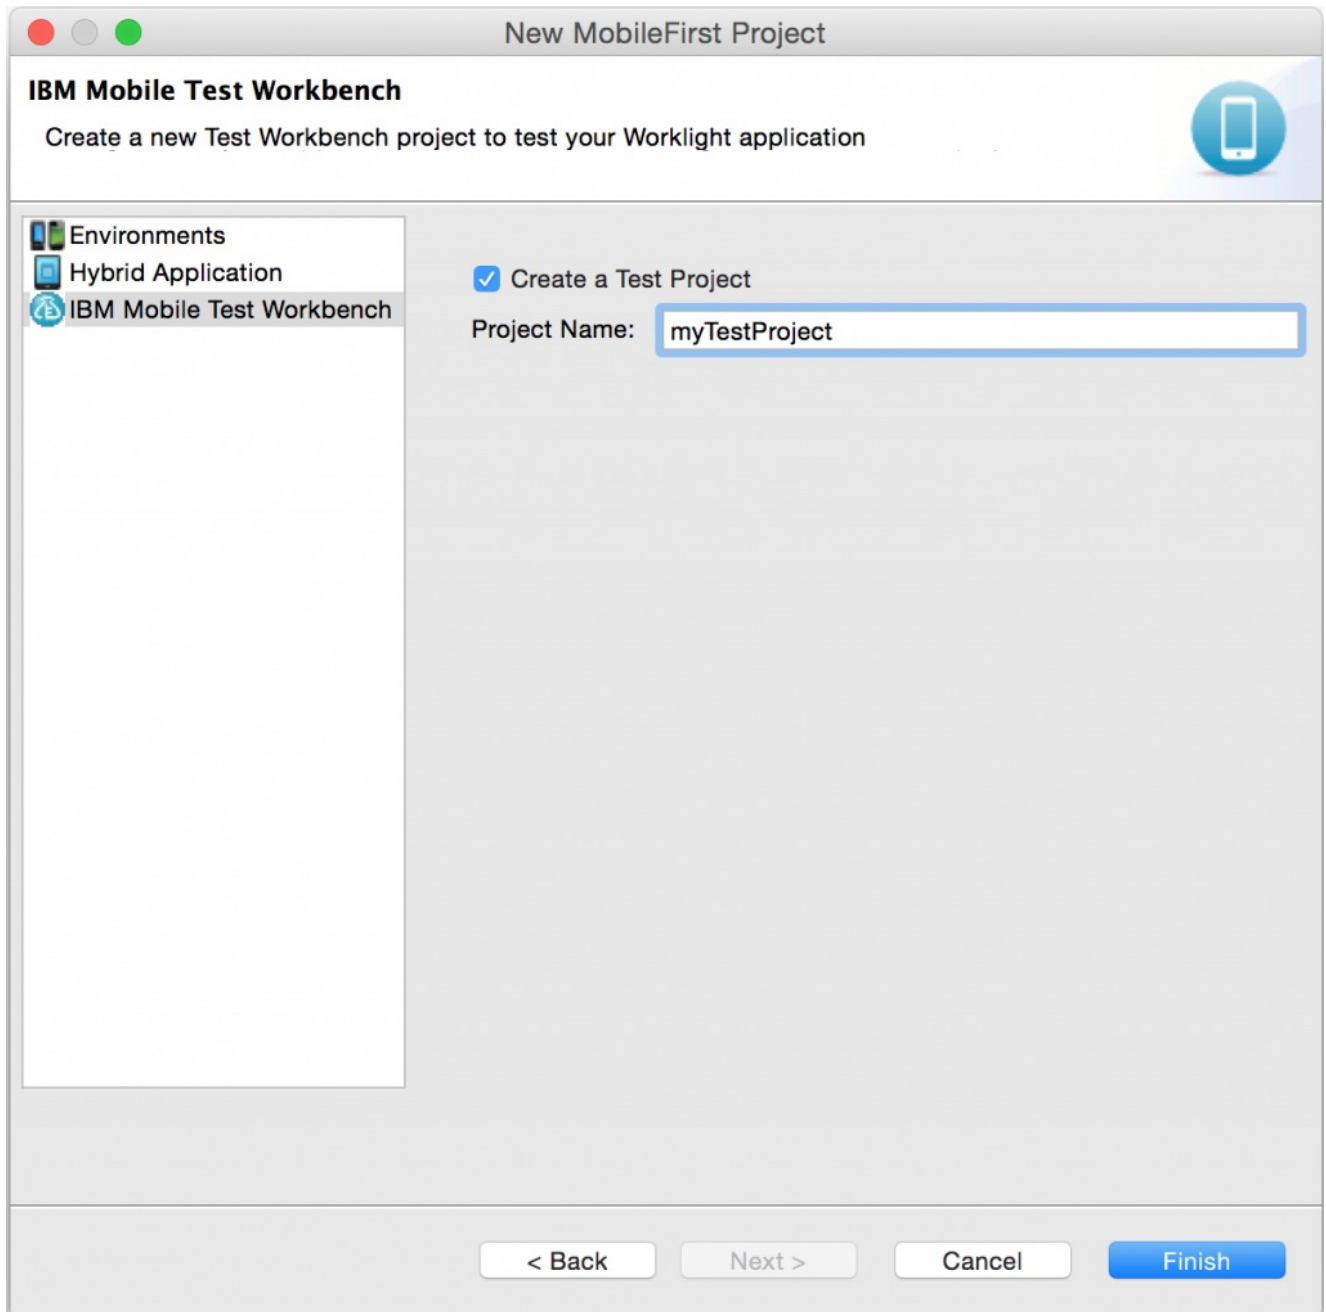 New MobileFirst Project
IBM Mobile Test Workbench
Create a new Test Workbench project to test your Worklight application
Environments
Hybrid Application
IBM Mobile Test Workbench
Create a Test Project
Project Name: myTestProject
< Back Next > Cancel Finish